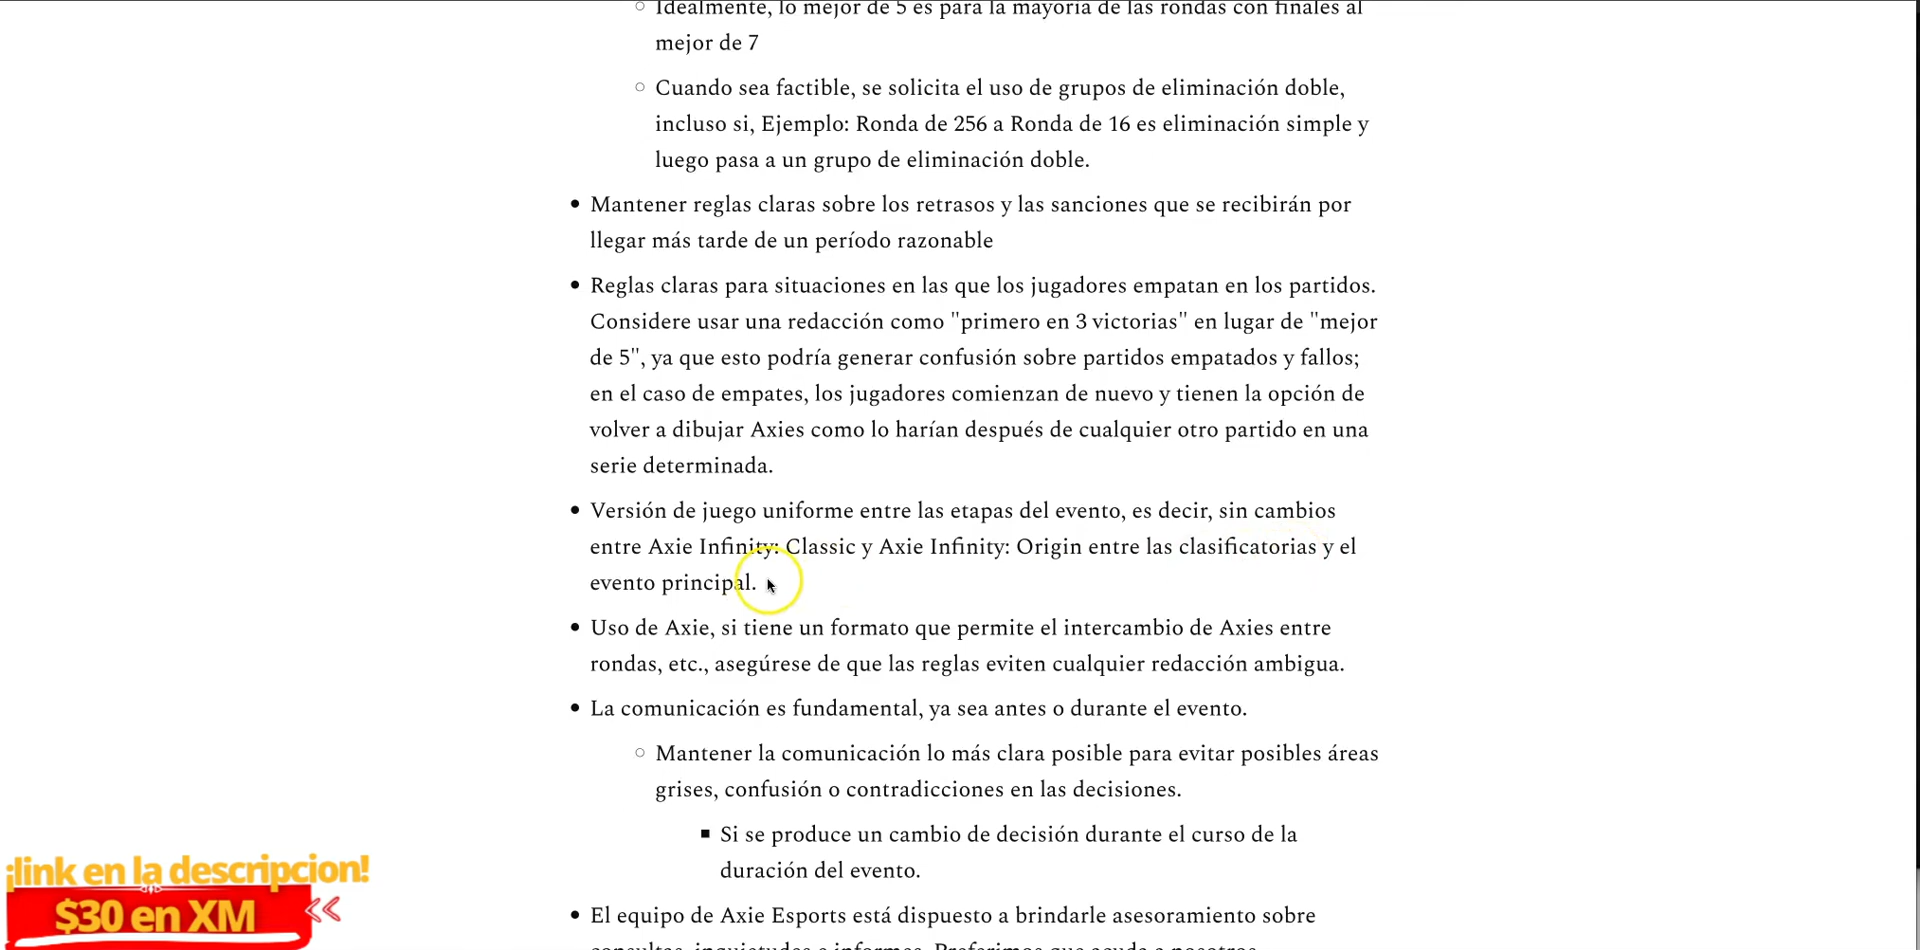 Idealmente, lo mejor de 5 es para la mayoría de las rondas con finales al
mejor de 7
Cuando sea factible, se solicita el uso de grupos de eliminación doble,
incluso si, Ejemplo: Ronda de 256 a Ronda de 16 es eliminación simple y
luego pasa a un grupo de eliminación doble.
Mantener reglas claras sobre los retrasos y las sanciones que se recibirán por
llegar más tarde de un período razonable
Reglas claras para situaciones en las que los jugadores empatan en los partidos.
Considere usar una redacción como "primero en 3 victorias" en lugar de "mejor
de 5", ya que esto podría generar confusión sobre partidos empatados y fallos;
en el caso de empates, los jugadores comienzan de nuevo y tienen la opción de
volver a dibujar Axies como lo harían después de cualquier otro partido en una
serie determinada.
Versión de juego uniforme entre las etapas del evento, es decir, sin cambios
entre Axie Infinity: Classic y Axie Infinity: Origin entre las clasificatorias y el
evento principal.
Uso de Axie, si tiene un formato que permite el intercambio de Axies entre
rondas, etc., asegúrese de que las reglas eviten cualquier redacción ambigua.
La comunicación es fundamental, ya sea antes o durante el evento.
Mantener la comunicación lo más clara posible para evitar posibles áreas
grises, confusión o contradicciones en las decisiones.
Si se produce un cambio de decisión durante el curso de la
duración del evento.
El equipo de Axie Esports está dispuesto a brindarle asesoramiento sobre
consultas, inquietudes e informes. Preferimos que acuda a nosotros
¡link en la descripcion!
$30 en XM <<